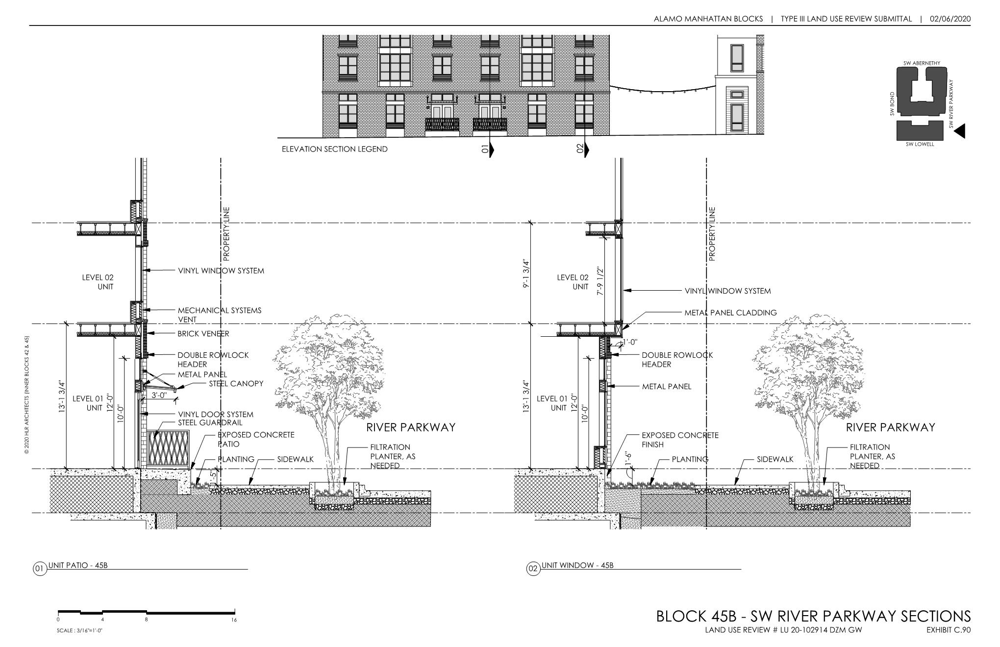 ALAMO MANHATTAN BLOCKS | TYPE III LAND USE REVIEW SUBMITTAL | 02/06/2020
SW ABERNETHY
SW BOND
SW RIVER PARKWAY
SW LOWELL
ELEVATION SECTION LEGEND
01
02
PROPERTY LINE
LEVEL 02
UNIT
VINYL WINDOW SYSTEM
MECHANICAL SYSTEMS
VENT
BRICK VENEER
DOUBLE ROWLOCK
HEADER
METAL PANEL
STEEL CANOPY
3'-0"
13'-1 3/4"
LEVEL 01
UNIT
12'-0"
10'-0"
VINYL DOOR SYSTEM
STEEL GUARDRAIL
EXPOSED CONCRETE
PATIO
PLANTING
SIDEWALK
1'-5"
RIVER PARKWAY
FILTRATION
PLANTER, AS
NEEDED
PROPERTY LINE
9'-1 3/4"
LEVEL 02
UNIT
7'-9 1/2"
VINYL WINDOW SYSTEM
METAL PANEL CLADDING
1'-0"
DOUBLE ROWLOCK
HEADER
METAL PANEL
13'-1 3/4"
LEVEL 01
UNIT
12'-0"
10'-0"
EXPOSED CONCRETE
FINISH
1'-6"
PLANTING
SIDEWALK
RIVER PARKWAY
FILTRATION
PLANTER, AS
NEEDED
© 2020 HLR ARCHITECTS [INNER BLOCKS 42 & 45]
01 UNIT PATIO - 45B
02 UNIT WINDOW - 45B
0 4 8 16
SCALE : 3/16"=1'-0"
BLOCK 45B - SW RIVER PARKWAY SECTIONS
LAND USE REVIEW # LU 20-102914 DZM GW EXHIBIT C.90